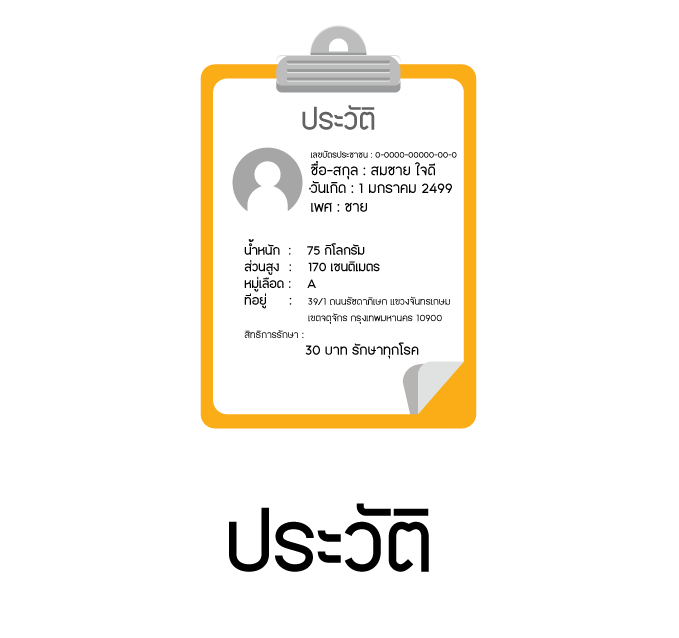 ประวัติ
เลขบัตรประชาชน : 0-0000-00000-00-0
ชื่อ-สกุล : สมชาย ใจดี
วันเกิด : 1 มกราคม 2499
เพศ : ชาย
น้ำหนัก : 75 กิโลกรัม
ส่วนสูง : 170 เซนติเมตร
หมู่เลือด : A
ที่อยู่ : 39/1 ถนนรัชดาภิเษก แขวงจันทรเกษม
เขตจตุจักร กรุงเทพมหานคร 10900
สิทธิการรักษา :
30 บาท รักษาทุกโรค
ประวัติ